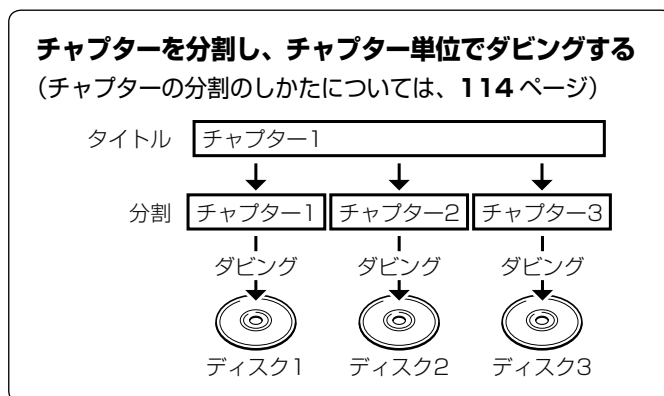 チャプターを分割し、チャプター単位でダビングする
（チャプターの分割のしかたについては、114 ページ）
タイトル チャプター1
分割 チャプター1 チャプター2 チャプター3
ダビング ダビング ダビング
ディスク1 ディスク2 ディスク3